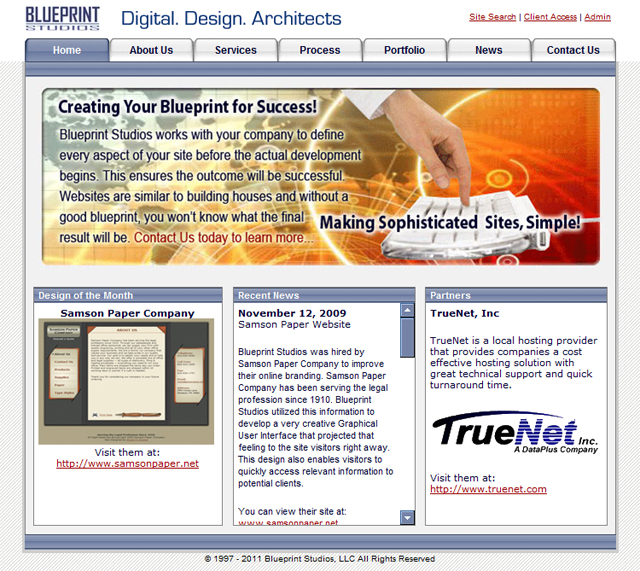 BLUEPRINT
STUDIOS
Digital. Design. Architects
Site Search | Client Access | Admin
Home
About Us
Services
Process
Portfolio
News
Contact Us
Creating Your Blueprint for Success!
Blueprint Studios works with your company to define
every aspect of your site before the actual development
begins. This ensures the outcome will be successful.
Websites are similar to building houses and without a
good blueprint, you won't know what the final
result will be. Contact Us today to learn more...
Making Sophisticated Sites, Simple!
Design of the Month
Samson Paper Company
SAMSON PAPER
COMPANY
ABOUT US
Visit them at:
http://www.samsonpaper.net
Recent News
November 12, 2009
Samson Paper Website
Blueprint Studios was hired by
Samson Paper Company to improve
their online branding. Samson Paper
Company has been serving the legal
profession since 1910. Blueprint
Studios utilized this information to
develop a very creative Graphical
User Interface that projected that
feeling to the site visitors right away.
This design also enables visitors to
quickly access relevant information to
potential clients.
You can view their site at:
www.samsonpaper.net
Partners
TrueNet, Inc
TrueNet is a local hosting provider
that provides companies a cost
effective hosting solution with
great technical support and quick
turnaround time.
TrueNet Inc.
A DataPlus Company
Visit them at:
http://www.truenet.com
© 1997 - 2011 Blueprint Studios, LLC All Rights Reserved